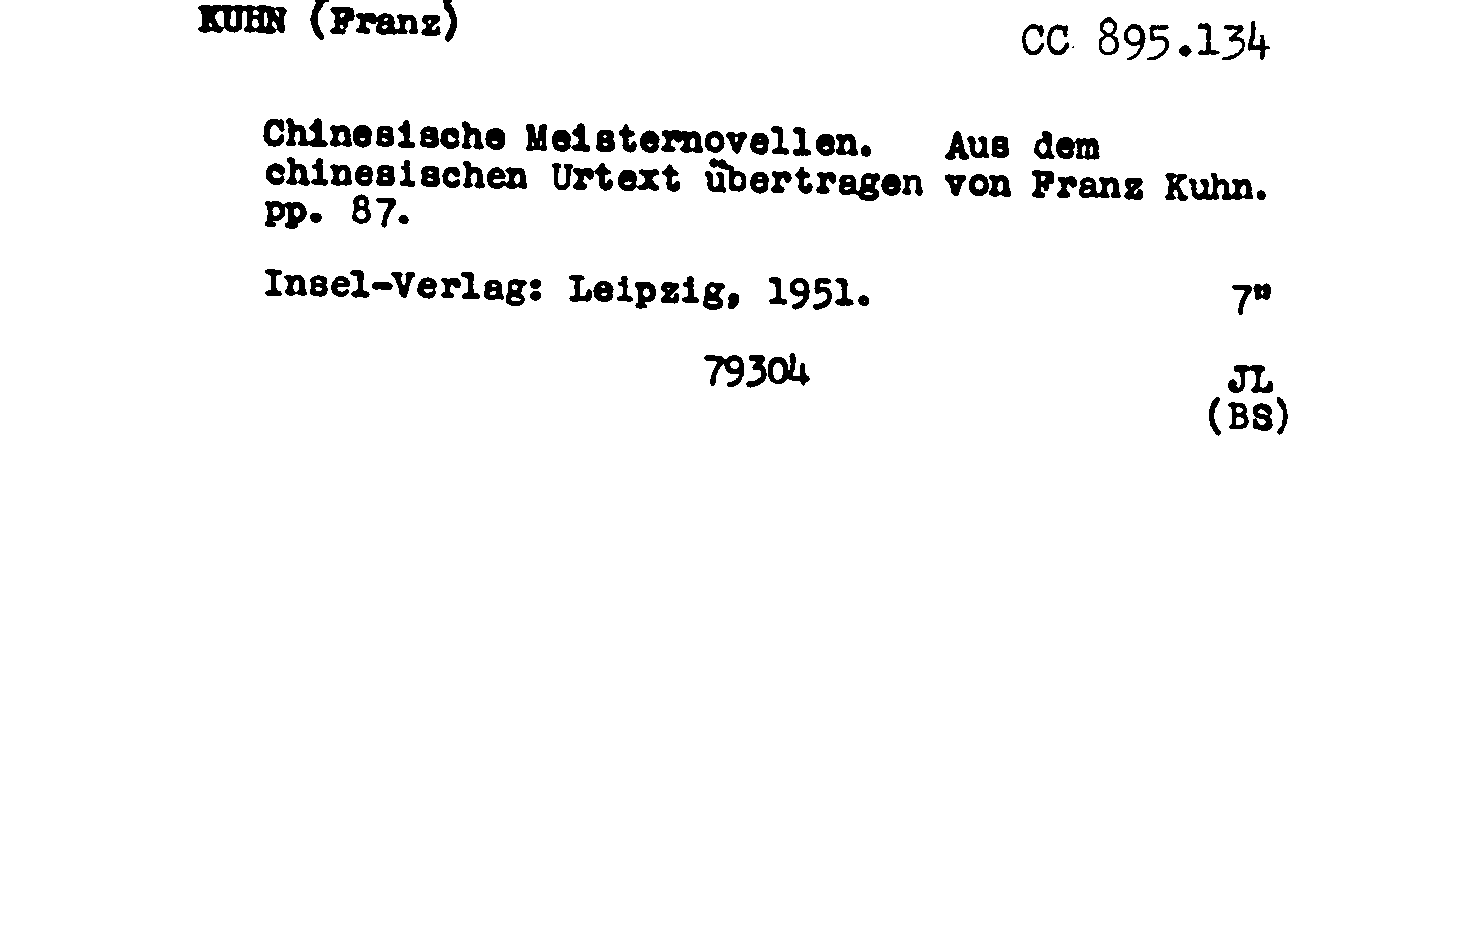 KUHN (Franz)
CC 895.134
Chinesische Meisternovellen. Aus dem
chinesischen Urtext übertragen von Franz Kuhn.
pp. 87.
Insel-Verlag: Leipzig, 1951. 7"
79304 JL
(BS)